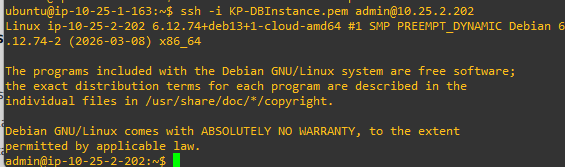 ubuntu@ip-10-25-1-163:~$ ssh -i KP-DBInstance.pem admin@10.25.2.202
Linux ip-10-25-2-202 6.12.74+deb13+1-cloud-amd64 #1 SMP PREEMPT_DYNAMIC Debian 6
.12.74-2 (2026-03-08) x86_64

The programs included with the Debian GNU/Linux system are free software;
the exact distribution terms for each program are described in the
individual files in /usr/share/doc/*/copyright.

Debian GNU/Linux comes with ABSOLUTELY NO WARRANTY, to the extent
permitted by applicable law.
admin@ip-10-25-2-202:~$